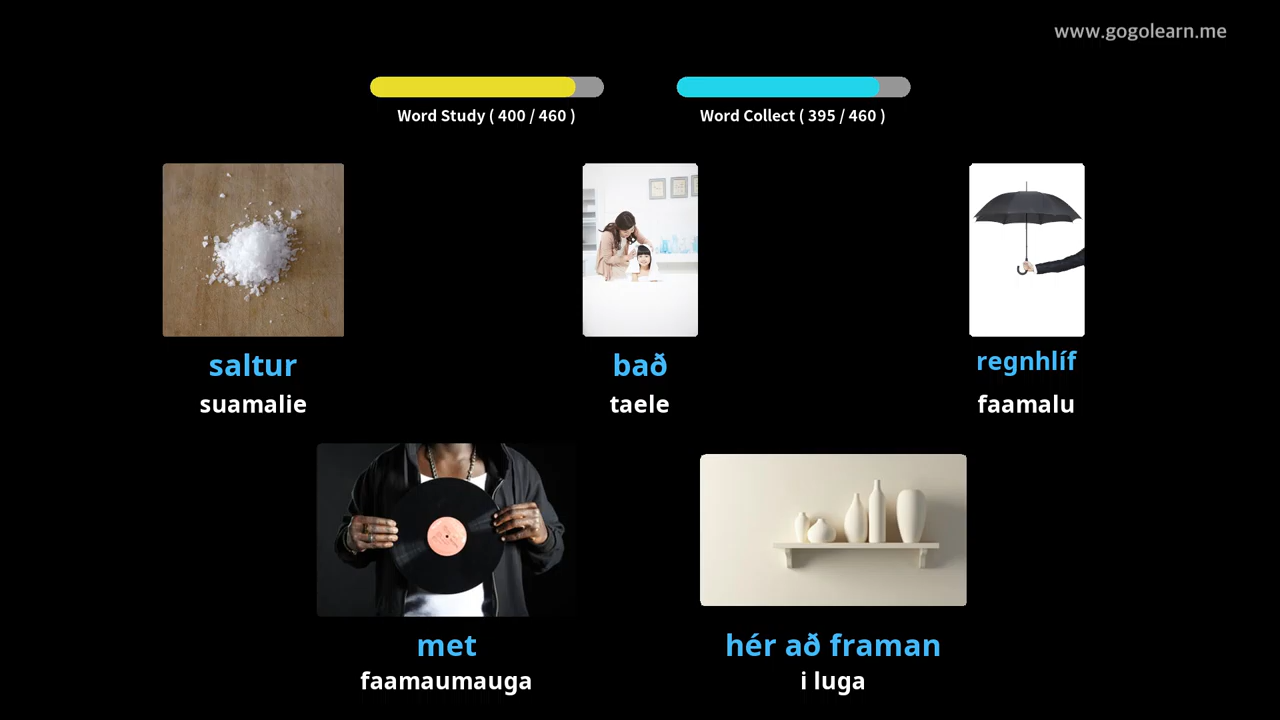 www.gogolearn.me
Word Study ( 400 / 460 )
Word Collect ( 395 / 460 )
saltur
suamalie
bað
taele
regnhlíf
faamalu
met
faamaumauga
hér að framan
i luga